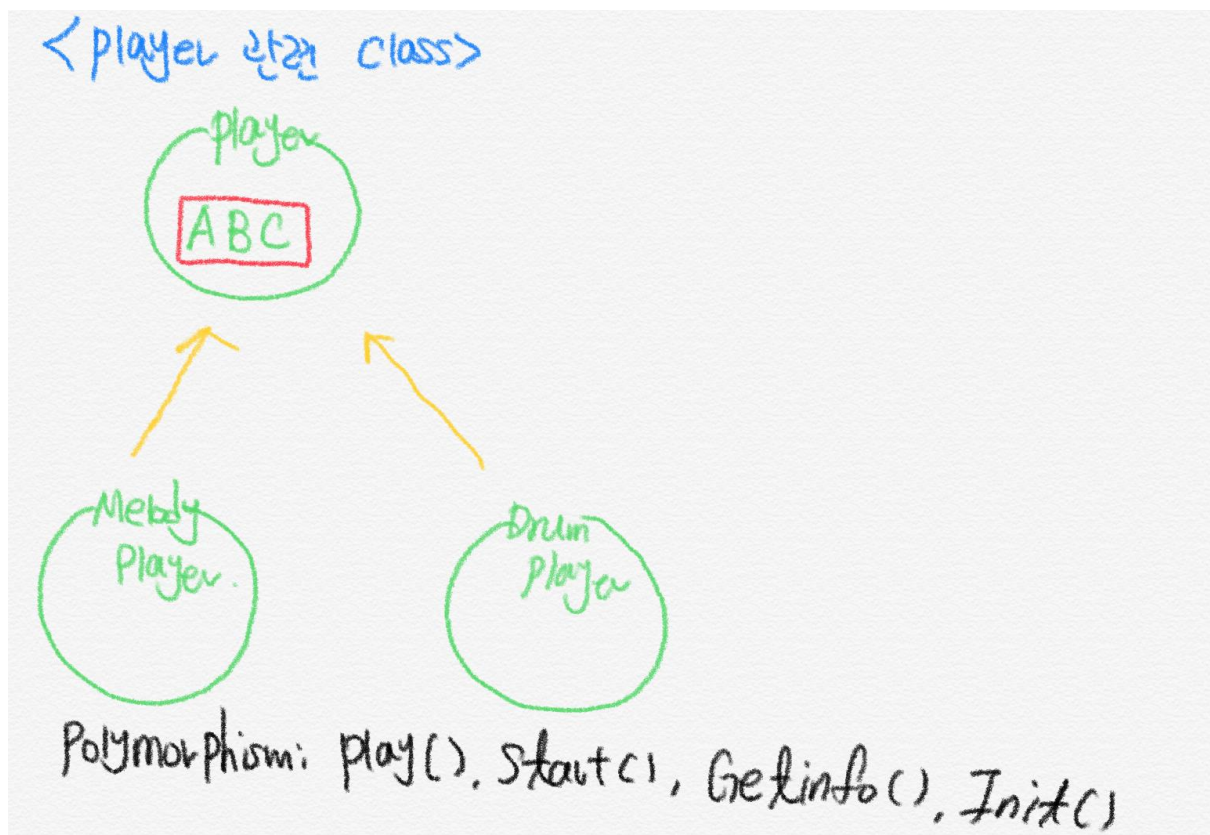 <player 관련 class>
player
ABC
Melody
Player.
Drum
Player
Polymorphism: play(), Start(), Getinfo(), Init()